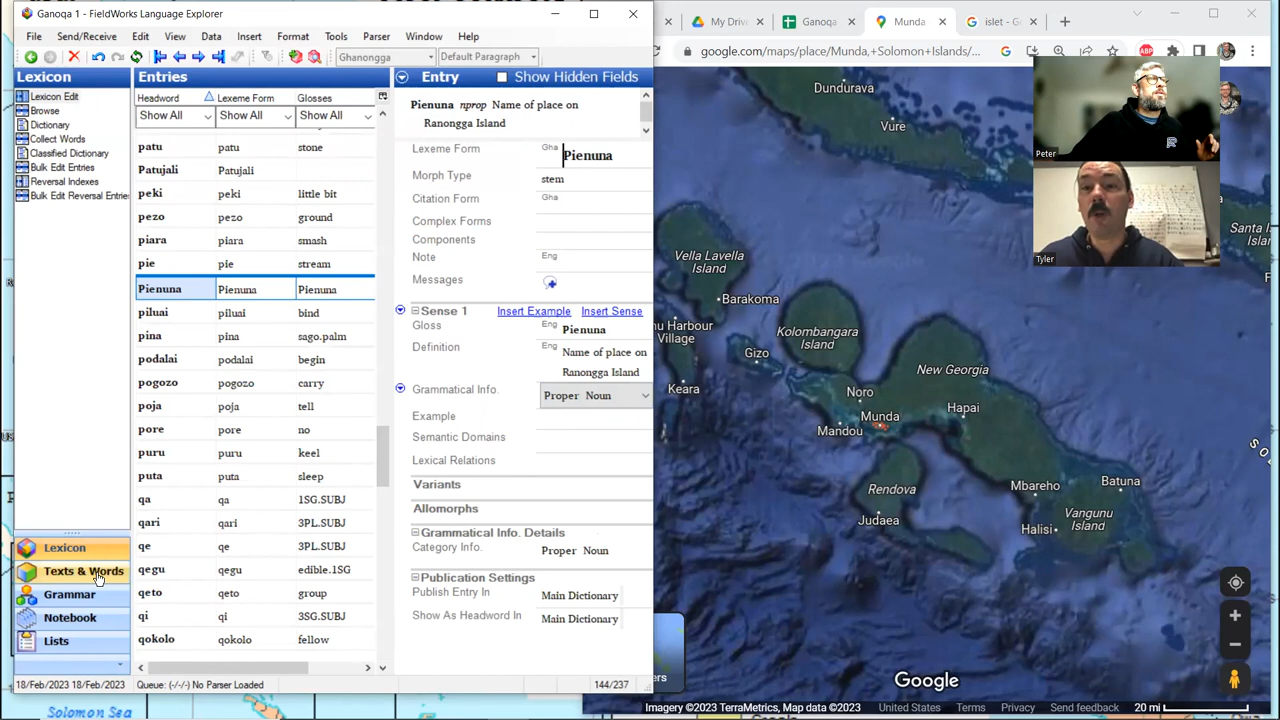 Ganoqa 1 - FieldWorks Language Explorer
File Send/Receive Edit View Data Insert Format Tools Parser Window Help
Ghanongga
Default Paragraph
Lexicon
Lexicon Edit
Browse
Dictionary
Collect Words
Classified Dictionary
Bulk Edit Entries
Reversal Indexes
Bulk Edit Reversal Entries
Lexicon
Texts & Words
Grammar
Notebook
Lists
Entries
Headword Lexeme Form Glosses
Show All Show All Show All
patu patu stone
Patujali Patujali
peki peki little bit
pezo pezo ground
piara piara smash
pie pie stream
Pienuna Pienuna Pienuna
piluai piluai bind
pina pina sago.palm
podalai podalai begin
pogozo pogozo carry
poja poja tell
pore pore no
puru puru keel
puta puta sleep
qa qa 1SG.SUBJ
qari qari 3PL.SUBJ
qe qe 3PL.SUBJ
qegu qegu edible.1SG
qeto qeto group
qi qi 3SG.SUBJ
qokolo qokolo fellow
Entry Show Hidden Fields
Pienuna nprop Name of place on
Ranongga Island
Lexeme Form Gha Pienuna
Morph Type stem
Citation Form Gha
Complex Forms
Components
Note Eng
Messages
Sense 1 Insert Example Insert Sense
Gloss Eng Pienuna
Definition Eng Name of place on
Ranongga Island
Grammatical Info. Proper Noun
Example
Semantic Domains
Lexical Relations
Variants
Allomorphs
Grammatical Info. Details
Category Info. Proper Noun
Publication Settings
Publish Entry In Main Dictionary
Show As Headword In Main Dictionary
18/Feb/2023 18/Feb/2023 Queue: (-/-/-) No Parser Loaded 144/237
My Drive
Ganoqa
Munda
islet - G
google.com/maps/place/Munda,+Solomon+Islands/...
ABP
Peter
Tyler
Dundurava
Vure
Vella Lavella
Island
Barakoma
Kolombangara
Island
Harbour
Village
Gizo
Keara
New Georgia
Noro
Munda
Mandou
Hapai
Rendova
Judaea
Mbareho
Batuna
Halisi
Vangunu
Island
Santa Is
Google
Imagery ©2023 TerraMetrics, Map data ©2023 United States Terms Privacy Send feedback 20 mi
Solomon Sea